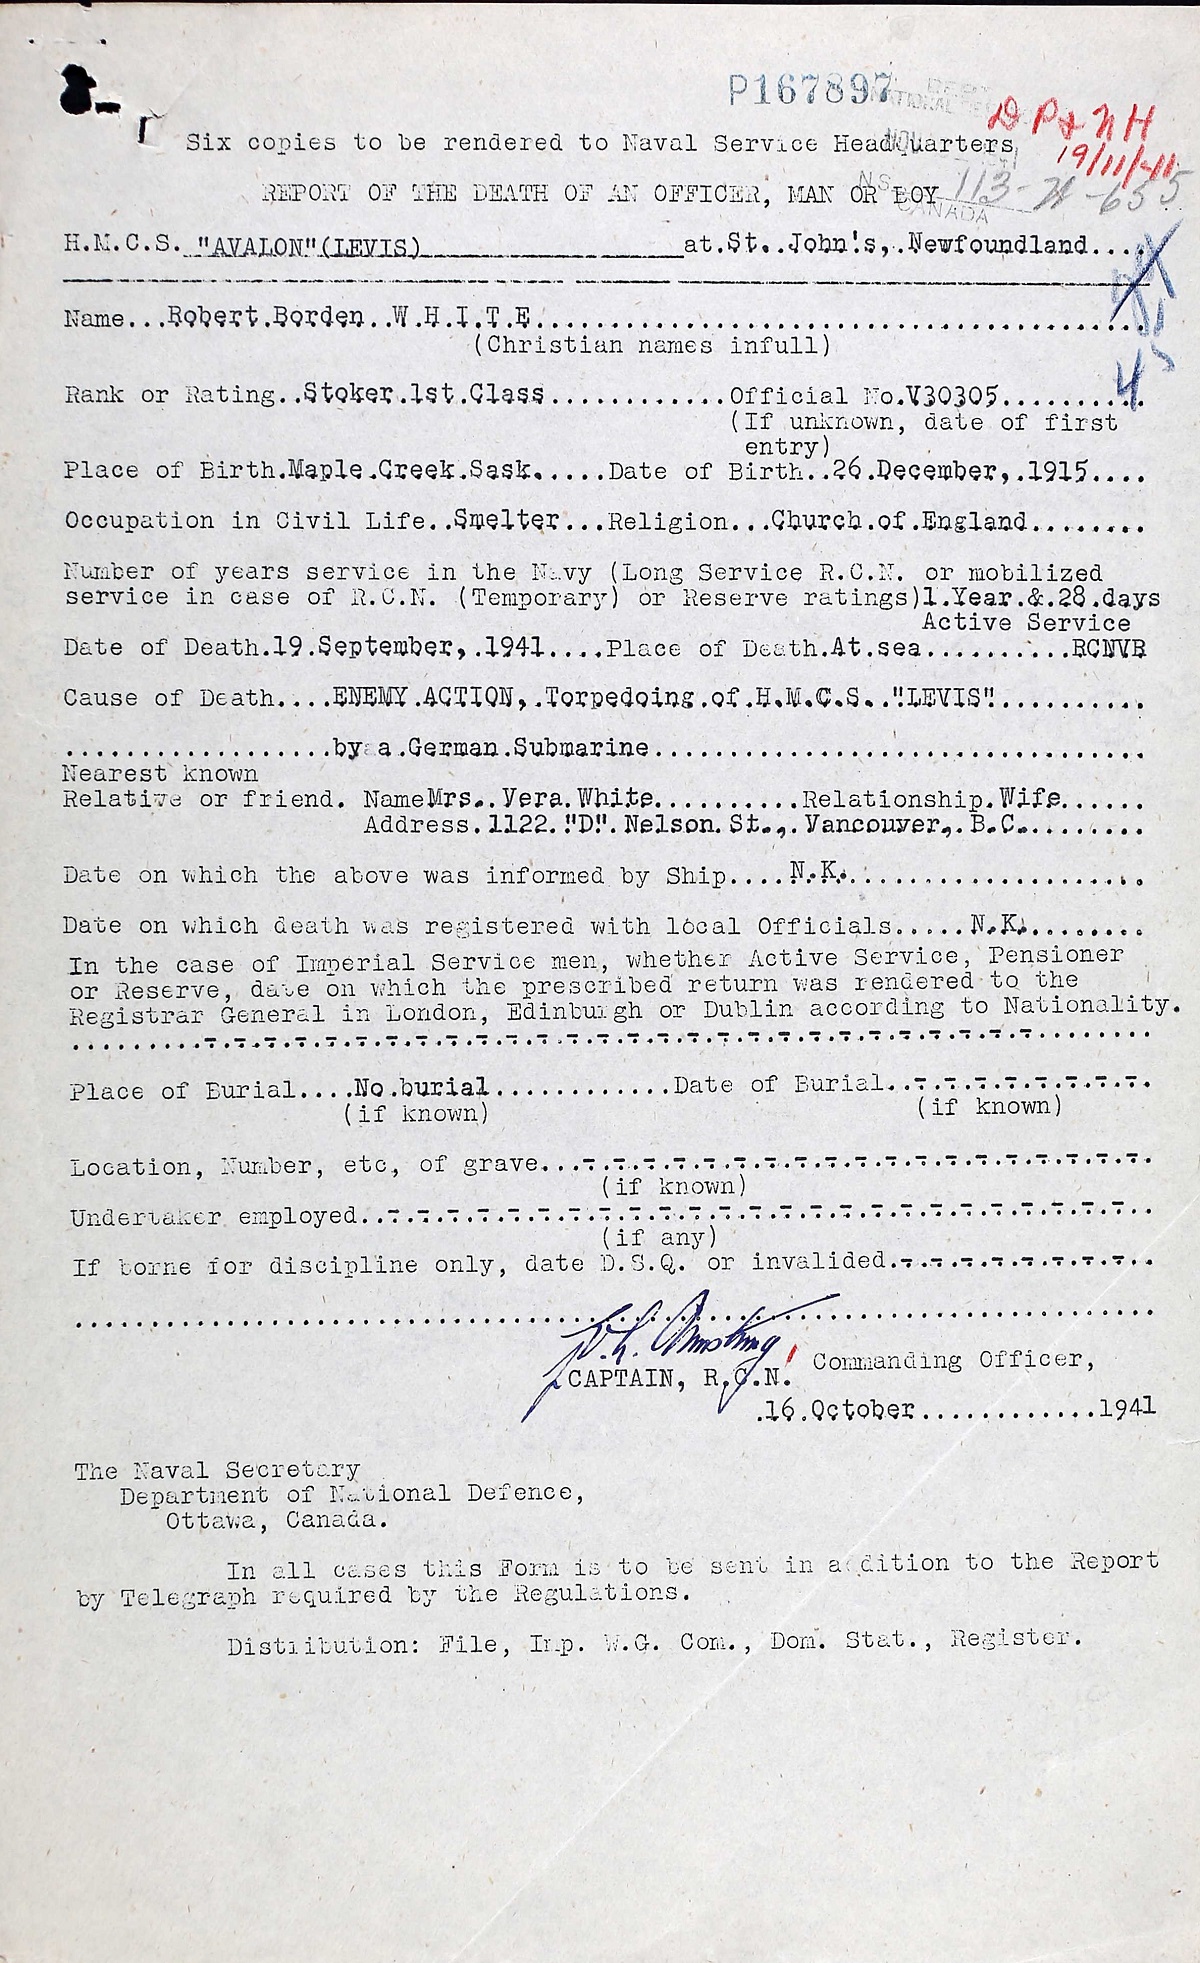 P167897
DEPT
NATIONAL
D P & N H
19/11/41
Six copies to be rendered to Naval Service Headquarters
N.S. 113-W-655
CANADA
REPORT OF THE DEATH OF AN OFFICER, MAN OR BOY
H.M.C.S. "AVALON"(LEVIS) at.St..John's,.Newfoundland....
Name...Robert.Borden..W.H.I.T.E........................................
(Christian names infull)
45
Rank or Rating..Stoker.1st.Class............Official No.V30305..........
(If unknown, date of first
entry)
Place of Birth.Maple.Creek.Sask......Date of Birth..26.December,.1915....
Occupation in Civil Life..Smelter...Religion...Church.of.England........
Number of years service in the Navy (Long Service R.C.N. or mobilized
service in case of R.C.N. (Temporary) or Reserve ratings)1.Year.&.28.days
Active Service
Date of Death.19.September,.1941....Place of Death.At.sea..........RCNVR
Cause of Death....ENEMY.ACTION,.Torpedoing.of.H.M.C.S.."LEVIS"..........
..................by a.German.Submarine.................................
Nearest known
Relative or friend. NameMrs..Vera.White..........Relationship.Wife......
Address.1122."D".Nelson.St.,.Vancouver,.B.C.........
Date on which the above was informed by Ship....N.K.....................
Date on which death was registered with local Officials.....N.K.........
In the case of Imperial Service men, whether Active Service, Pensioner
or Reserve, date on which the prescribed return was rendered to the
Registrar General in London, Edinburgh or Dublin according to Nationality.
.........-.-.-.-.-.-.-.-.-.-.-.-.-.-.-.-.-.-.-.-.-.-.-.-.-.-.-.-........
Place of Burial....No.burial............Date of Burial..-.-.-.-.-.-.-.-.
(if known) (if known)
Location, Number, etc, of grave...-.-.-.-.-.-.-.-.-.-.-.-.-.-.-.-.-.-.-.
(if known)
Undertaker employed..-.-.-.-.-.-.-.-.-.-.-.-.-.-.-.-.-.-.-.-.-.-.-.-.-..
(if any)
If borne for discipline only, date D.S.Q. or invalided.-.-.-.-.-.-.-.-..
........................................................................
CAPTAIN, R.C.N. Commanding Officer,
.16.October............1941
The Naval Secretary
Department of National Defence,
Ottawa, Canada.
In all cases this Form is to be sent in addition to the Report
by Telegraph required by the Regulations.
Distribution: File, Imp. W.G. Com., Dom. Stat., Register.